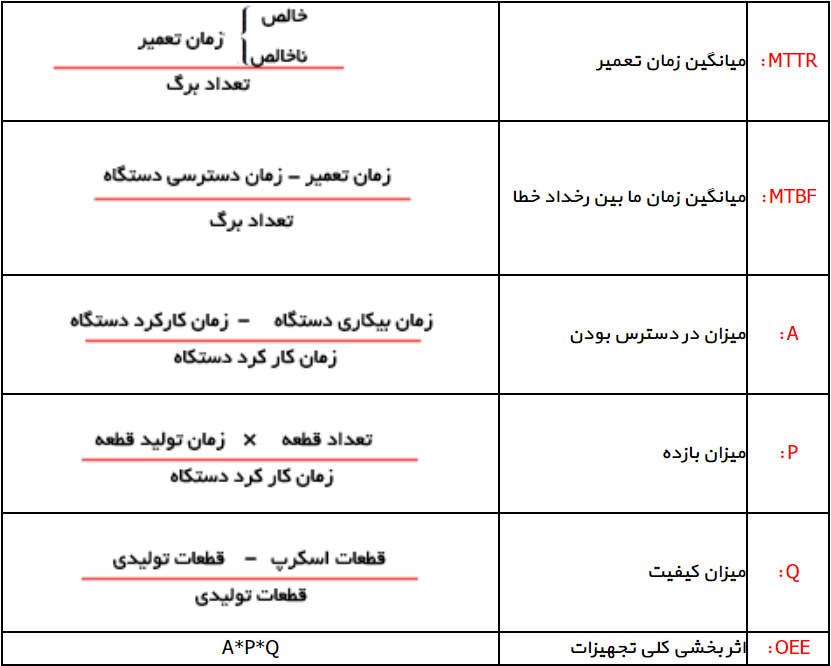 MTTR:
میانگین زمان تعمیر
خالص
زمان تعمیر
ناخالص
تعداد برگ
MTBF:
میانگین زمان ما بین رخداد خطا
زمان تعمیر – زمان دسترسی دستگاه
تعداد برگ
A:
میزان در دسترس بودن
زمان بیکاری دستگاه – زمان کارکرد دستگاه
زمان کار کرد دستگاه
P:
میزان بازده
تعداد قطعه × زمان تولید قطعه
زمان کار کرد دستگاه
Q:
میزان کیفیت
قطعات اسکرپ – قطعات تولیدی
قطعات تولیدی
OEE:
اثربخشی کلی تجهیزات
A*P*Q